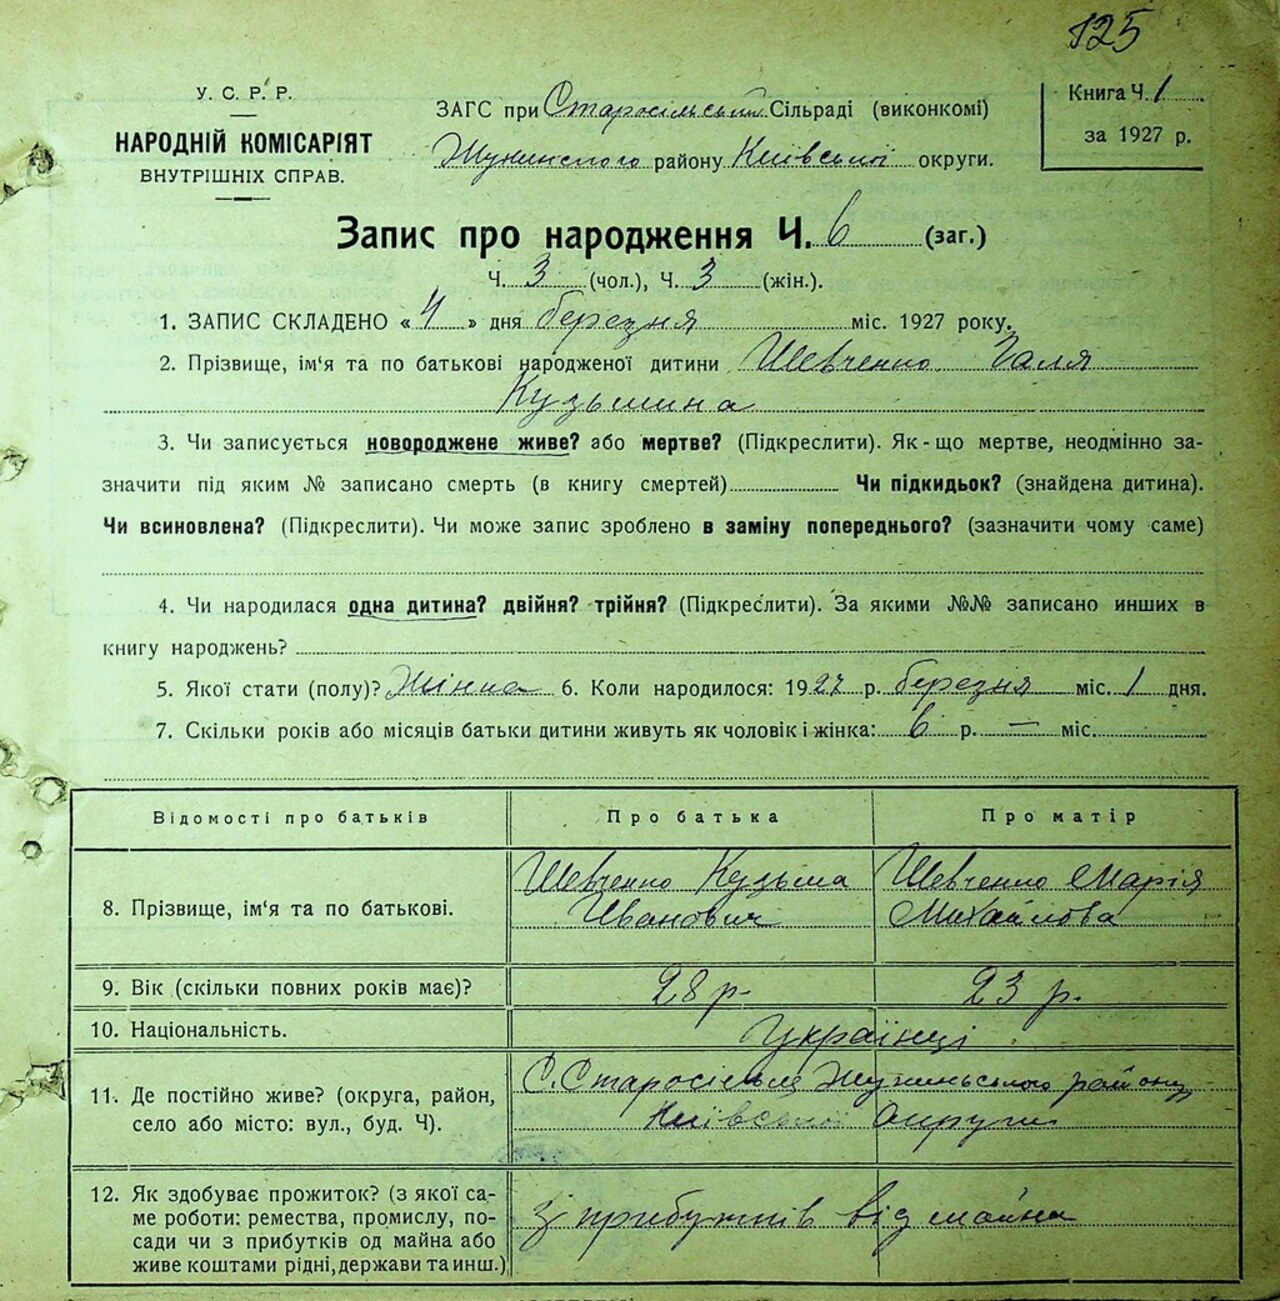 125
У. С. Р. Р.
НАРОДНІЙ КОМІСАРІЯТ
ВНУТРІШНІХ СПРАВ.
ЗАГС при Старосільський Сільраді (виконкомі)
Жукинского району Київської округи.
Книга Ч. 1
за 1927 р.
Запис про народження Ч. 6 (заг.)
Ч. 3 (чол.), Ч. 3 (жін.).
1. ЗАПИС СКЛАДЕНО « 4 » дня березня міс. 1927 року.
2. Прізвище, ім‘я та по батькові народженої дитини Шевченко Галя
Кузьмина
3. Чи записується новороджене живе? або мертве? (Підкреслити). Як-що мертве, неодмінно за-
значити під яким № записано смерть (в книгу смертей) Чи підкидьок? (знайдена дитина).
Чи всиновлена? (Підкреслити). Чи може запис зроблено в заміну попереднього? (зазначити чому саме)
4. Чи народилася одна дитина? двійня? трійня? (Підкреслити). За якими №№ записано инших в
книгу народжень?
5. Якої стати (полу)? Жінка 6. Коли народилося: 1927 р. березня міс. 1 дня.
7. Скільки років або місяців батьки дитини живуть як чоловік і жінка: 6 р. — міс.
Відомості про батьків Про батька Про матір
8. Прізвище, ім‘я та по батькові. Шевченко Кузьма Шевченко Марія
Иванович Михайлова
9. Вік (скільки повних років має)? 28 р. 23 р.
10. Національність. Українці
11. Де постійно живе? (округа, район, С. Старосілля Жукиньського району
село або місто: вул., буд. Ч). Київської Округи
12. Як здобуває прожиток? (з якої са-
ме роботи: ремества, промислу, по- З прибутків від майна
сади чи з прибутків од майна або
живе коштами рідні, держави та инш.)